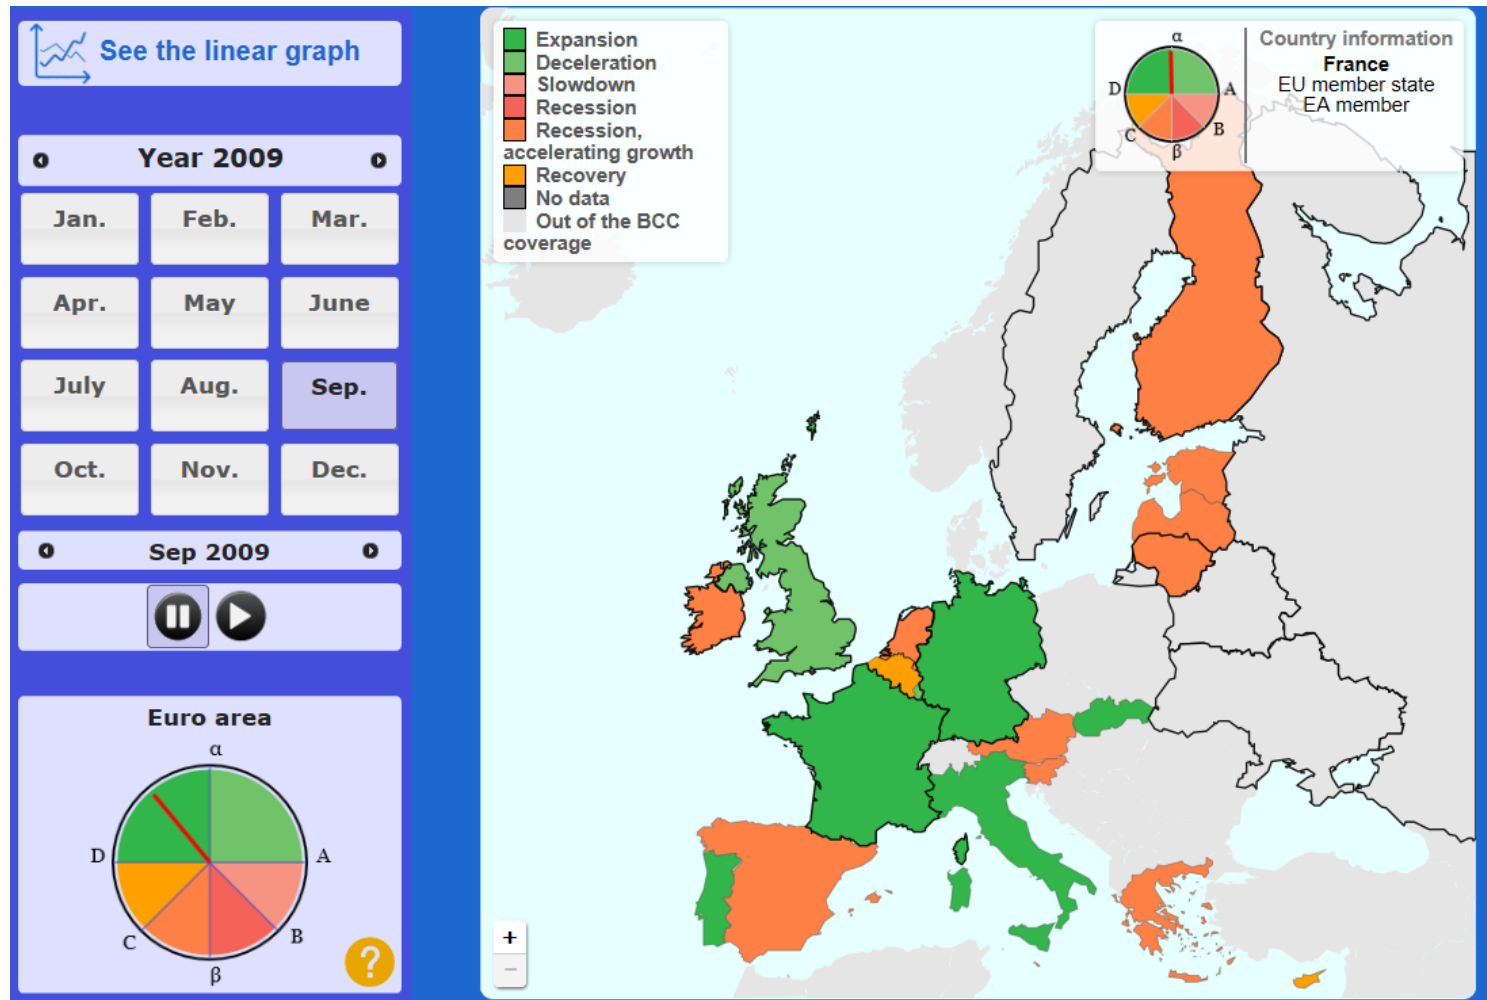 See the linear graph
Year 2009
Jan.
Feb.
Mar.
Apr.
May
June
July
Aug.
Sep.
Oct.
Nov.
Dec.
Sep 2009
Euro area
α
D
A
C
B
β
?
Expansion
Deceleration
Slowdown
Recession
Recession,
accelerating growth
Recovery
No data
Out of the BCC
coverage
α
D
A
C
B
β
Country information
France
EU member state
EA member
+
−